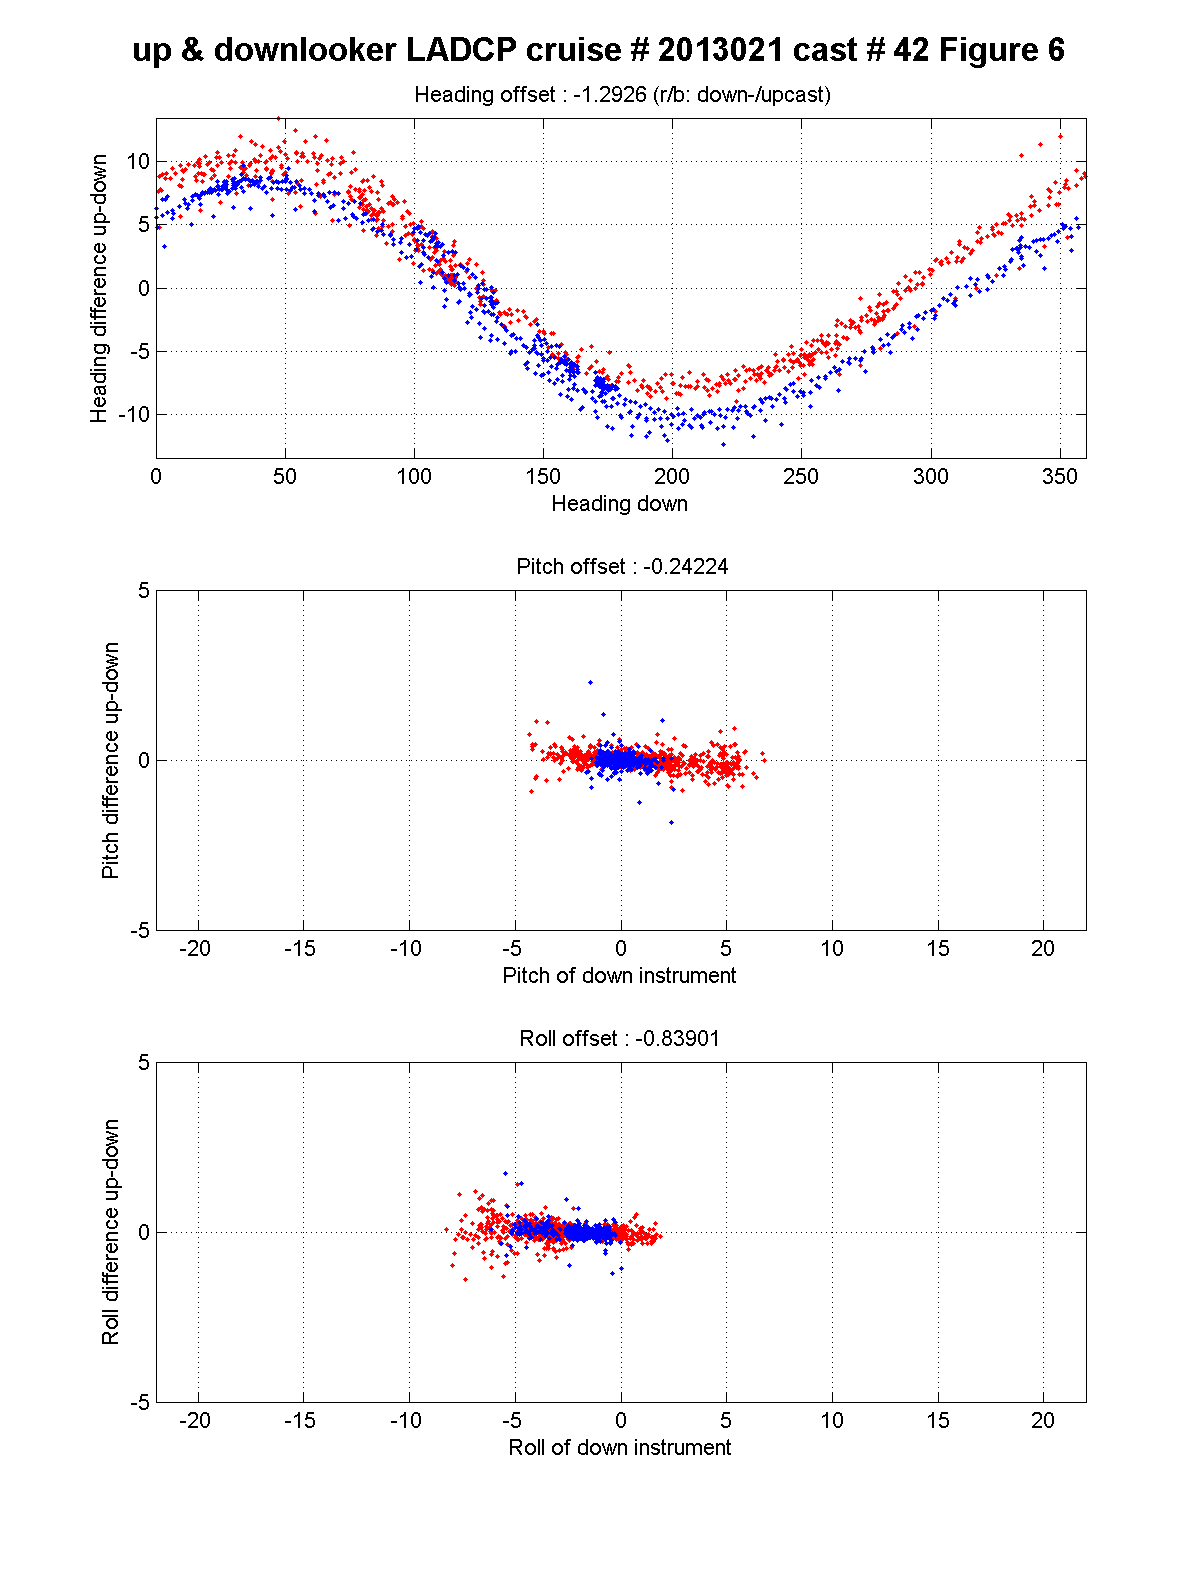 up & downlooker LADCP cruise # 2013021 cast # 42 Figure 6
Heading offset : -1.2926 (r/b: down-/upcast)
Heading difference up-down
10
5
0
-5
-10
0 50 100 150 200 250 300 350
Heading down
Pitch offset : -0.24224
Pitch difference up-down
5
0
-5
-20 -15 -10 -5 0 5 10 15 20
Pitch of down instrument
Roll offset : -0.83901
Roll difference up-down
5
0
-5
-20 -15 -10 -5 0 5 10 15 20
Roll of down instrument